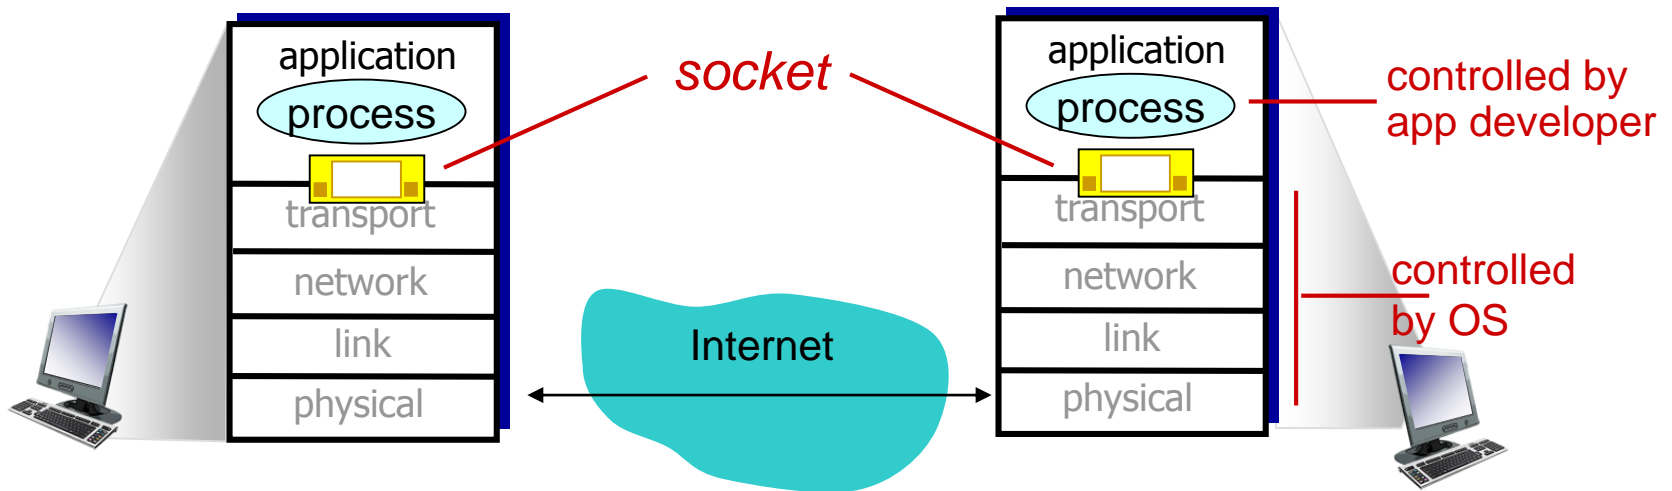 application
process
transport
network
link
physical
socket
Internet
application
process
transport
network
link
physical
controlled by
app developer
controlled
by OS